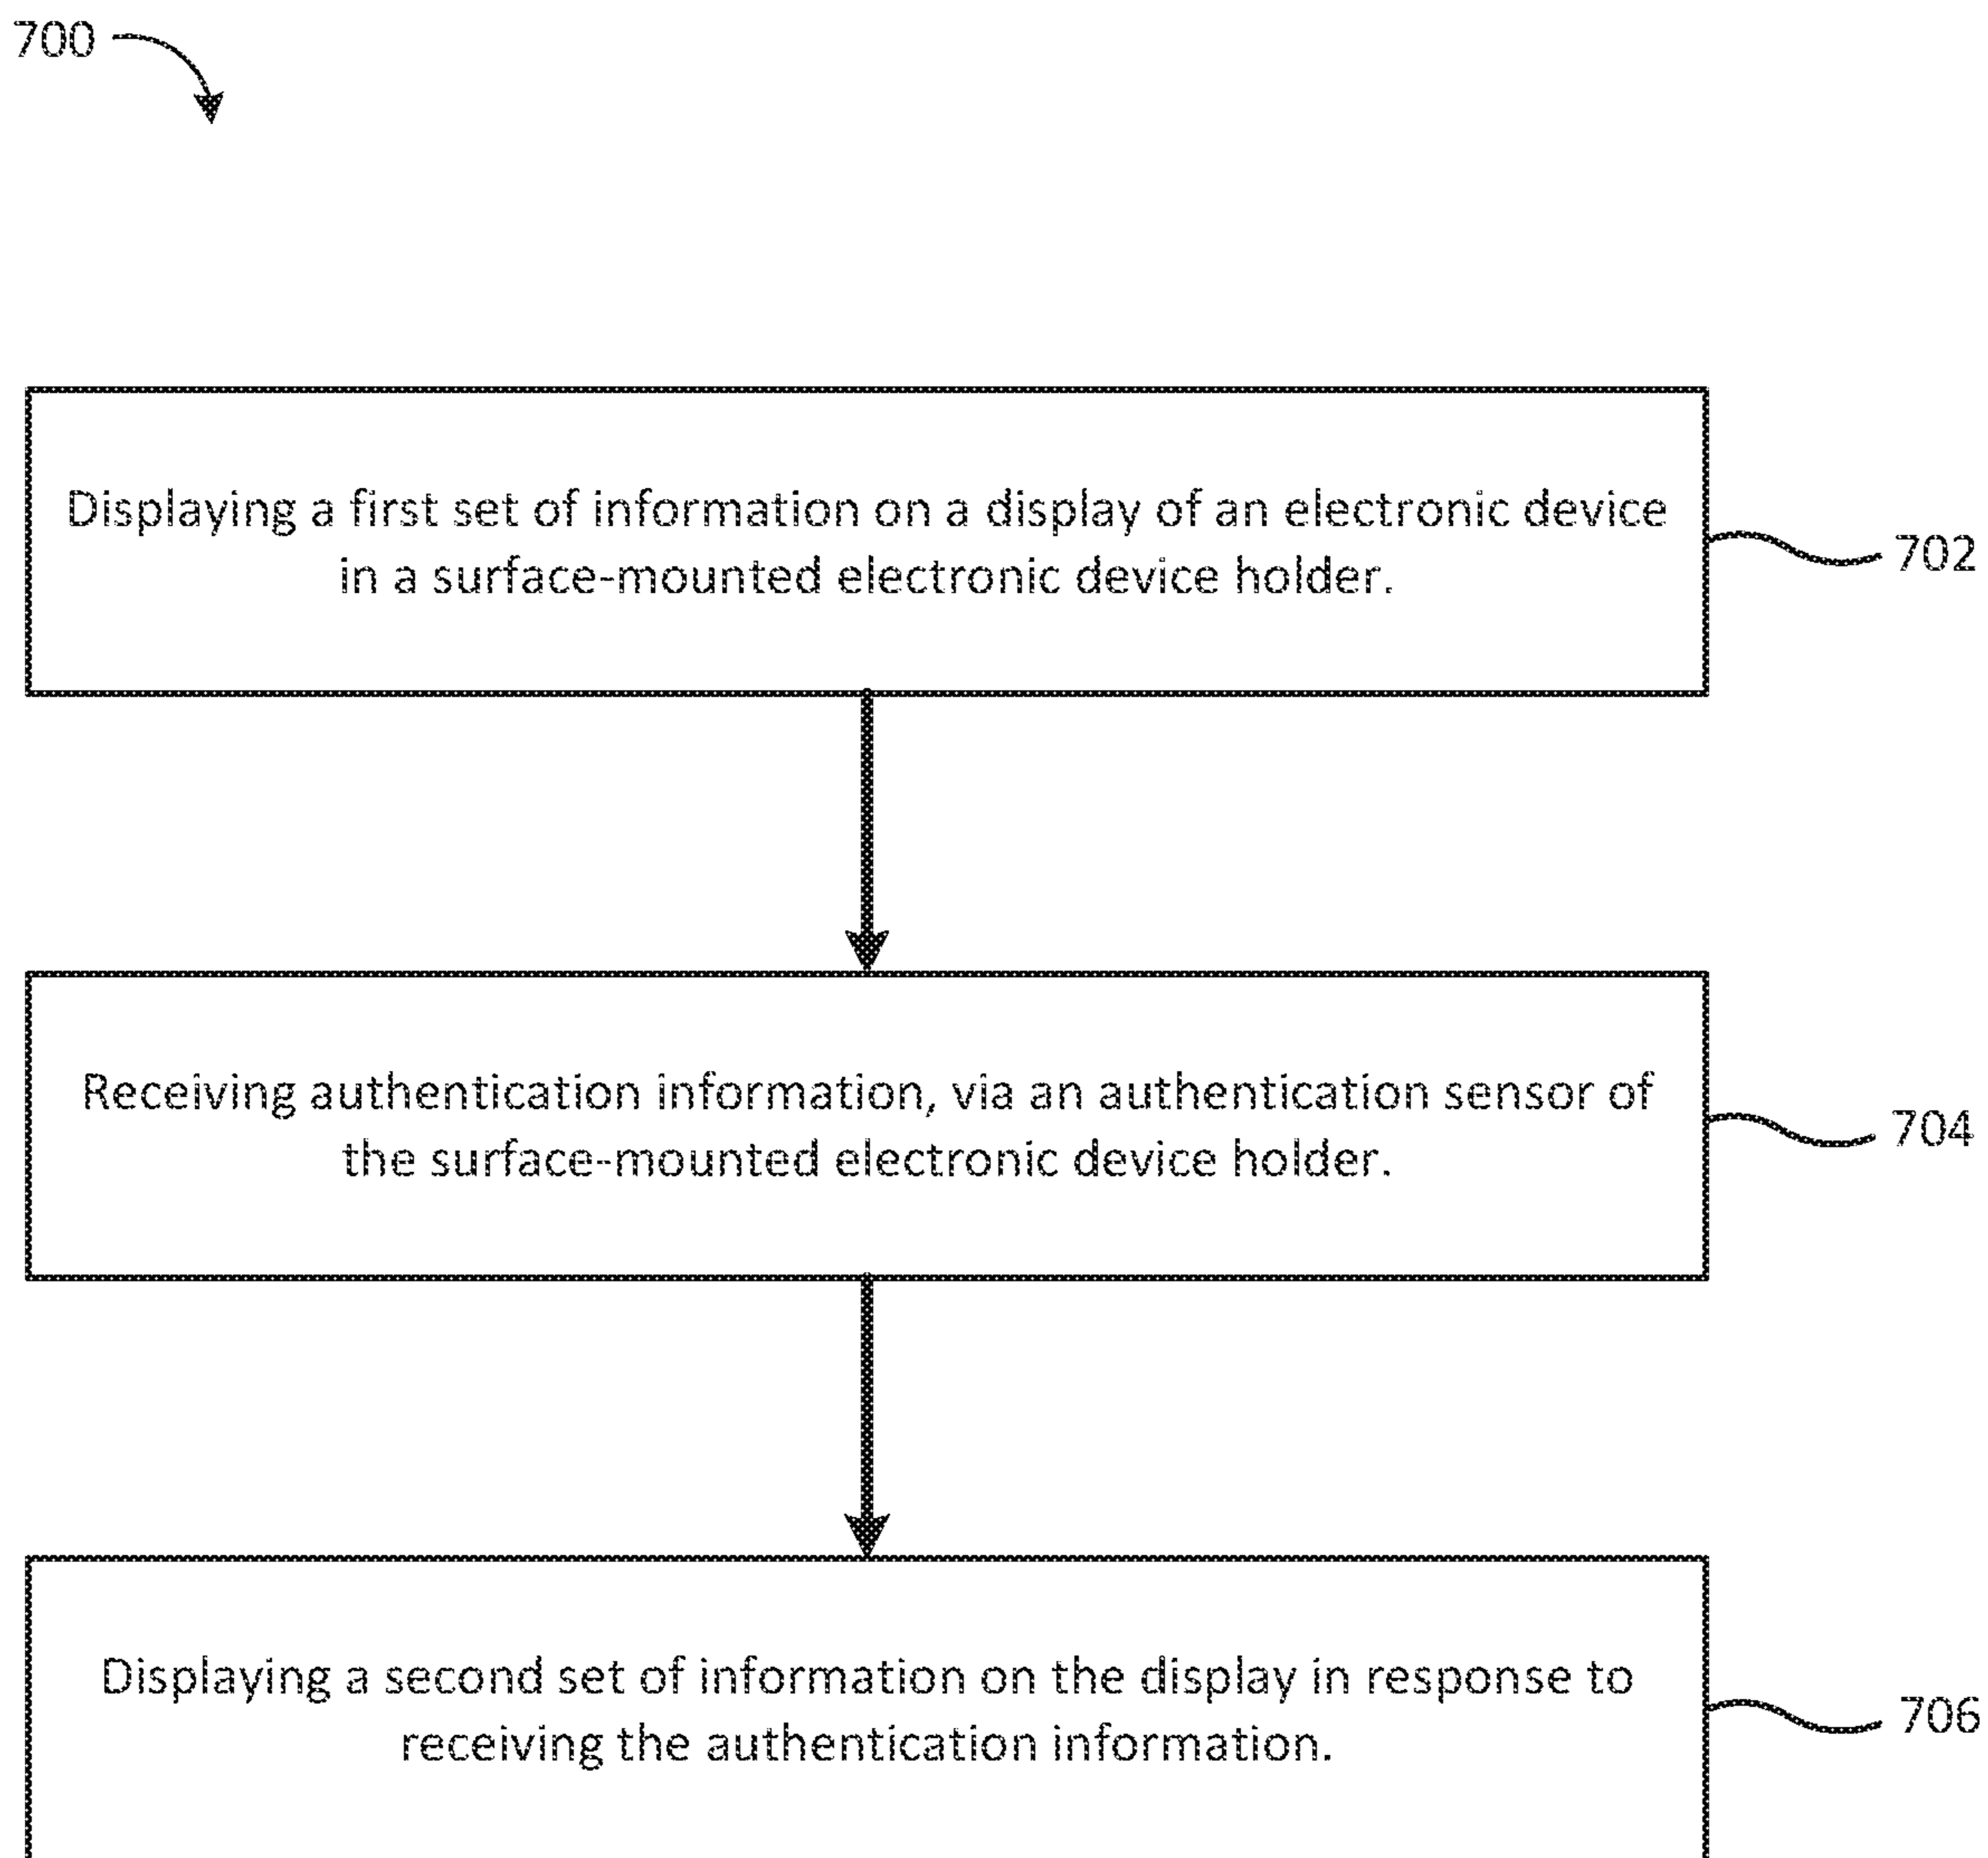 700
Displaying a first set of information on a display of an electronic device
in a surface-mounted electronic device holder.
702
Receiving authentication information, via an authentication sensor of
the surface-mounted electronic device holder.
704
Displaying a second set of information on the display in response to
receiving the authentication information.
706